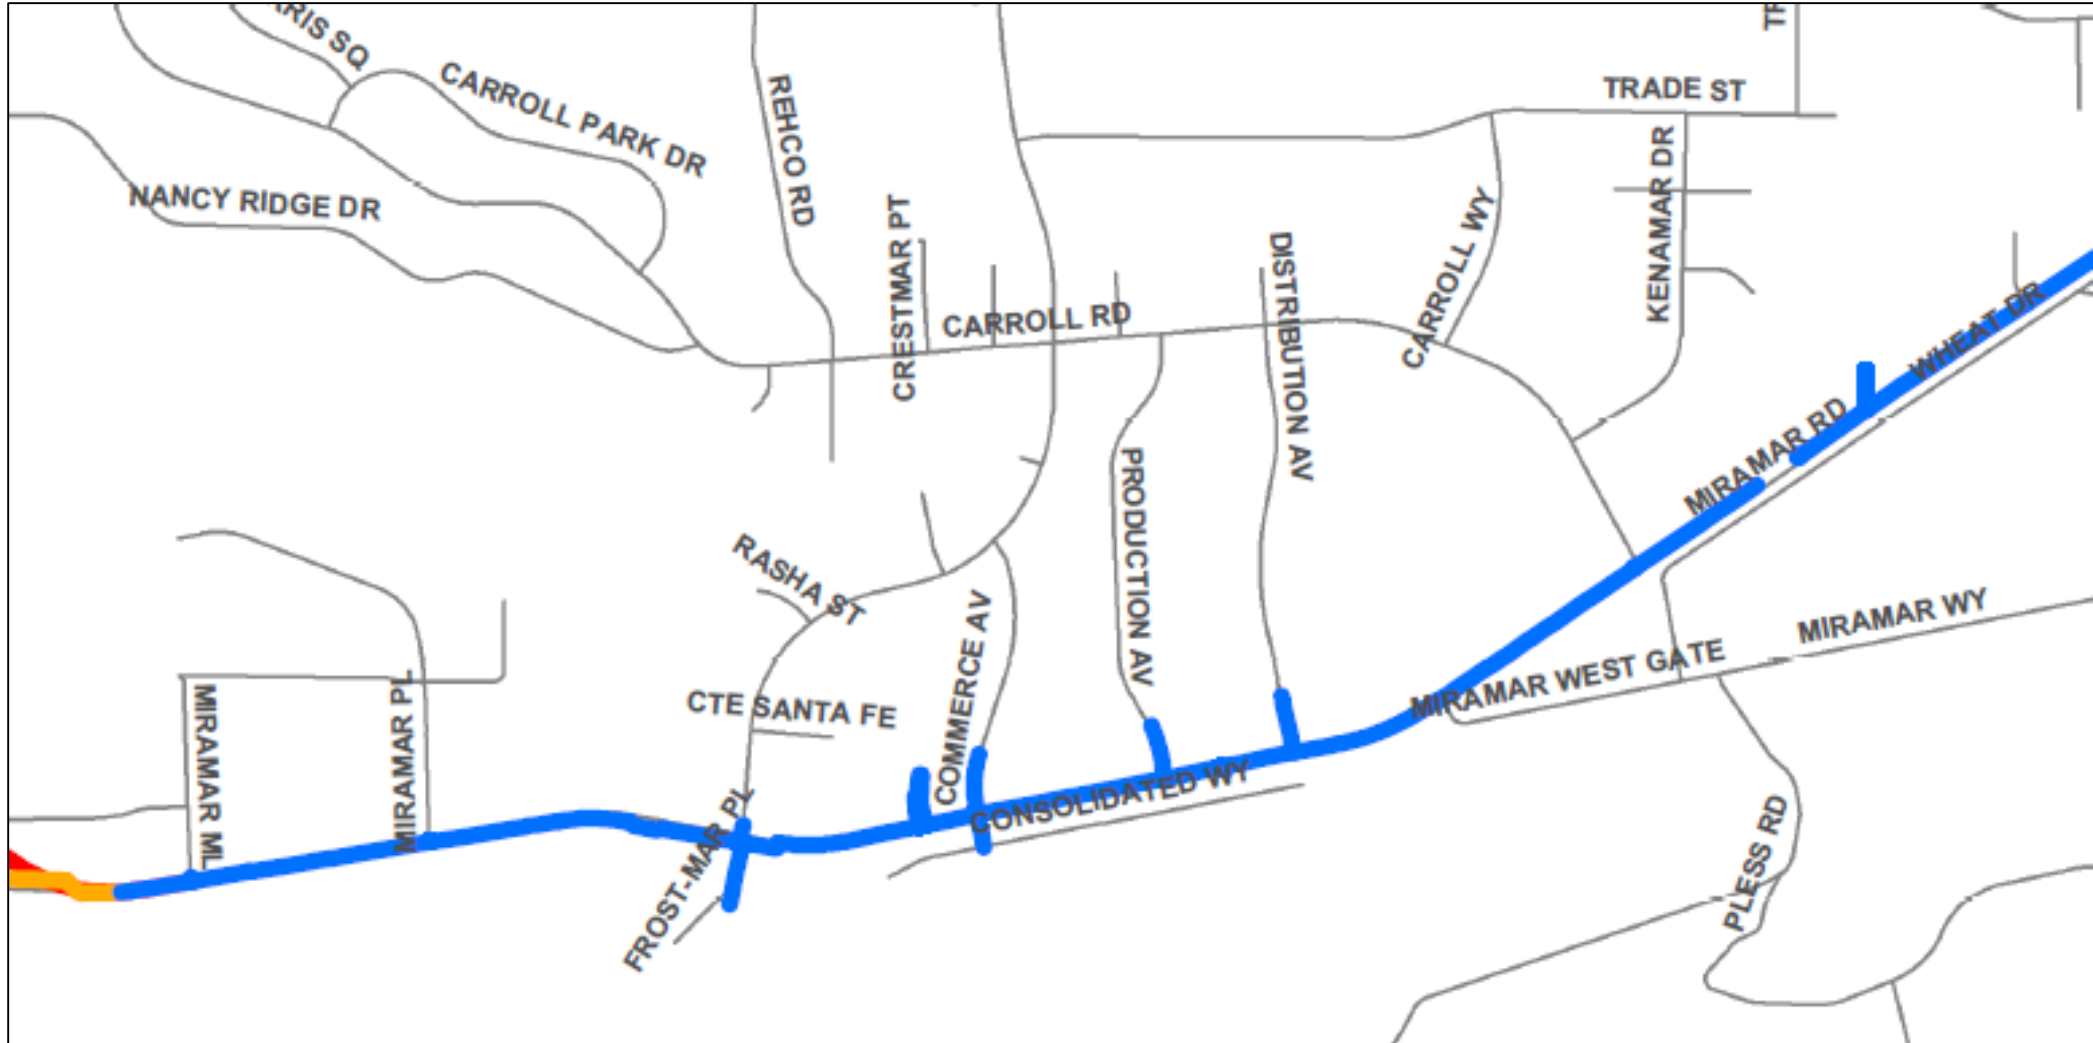 RRIS SQ
CARROLL PARK DR
REHCO RD
TRADE ST
NANCY RIDGE DR
CRESTMAR PT
CARROLL RD
DISTRIBUTION AV
CARROLL WY
KENAMAR DR
WHEAT DR
MIRAMAR RD
PRODUCTION AV
RASHA ST
COMMERCE AV
MIRAMAR WY
MIRAMAR WEST GATE
CTE SANTA FE
MIRAMAR ML
MIRAMAR PL
CONSOLIDATED WY
FROST-MAR PL
PLESS RD